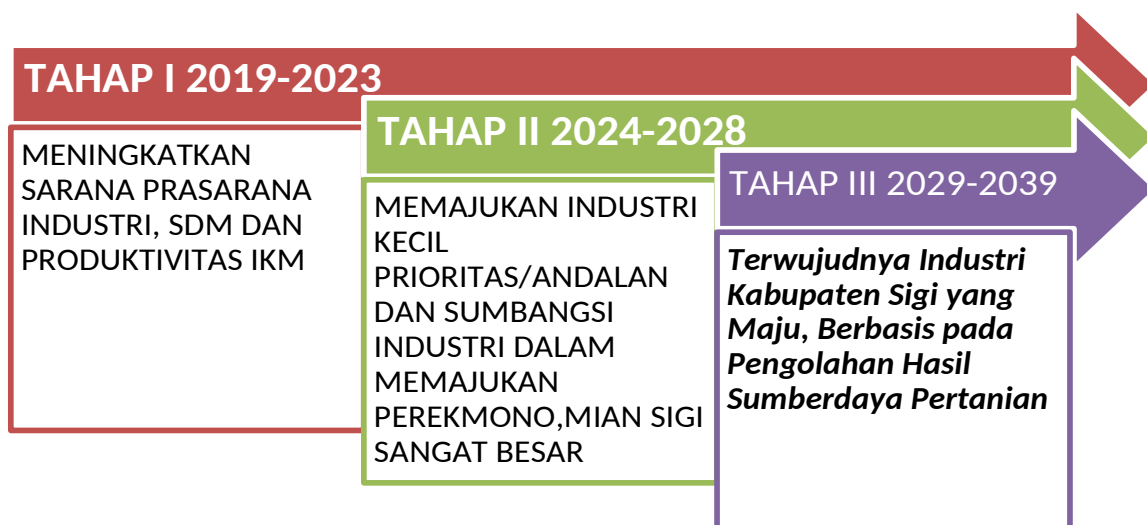 TAHAP I 2019-2023
MENINGKATKAN
SARANA PRASARANA
INDUSTRI, SDM DAN
PRODUKTIVITAS IKM
TAHAP II 2024-2028
MEMAJUKAN INDUSTRI
KECIL
PRIORITAS/ANDALAN
DAN SUMBANGSI
INDUSTRI DALAM
MEMAJUKAN
PEREKMONO,MIAN SIGI
SANGAT BESAR
TAHAP III 2029-2039
Terwujudnya Industri
Kabupaten Sigi yang
Maju, Berbasis pada
Pengolahan Hasil
Sumberdaya Pertanian